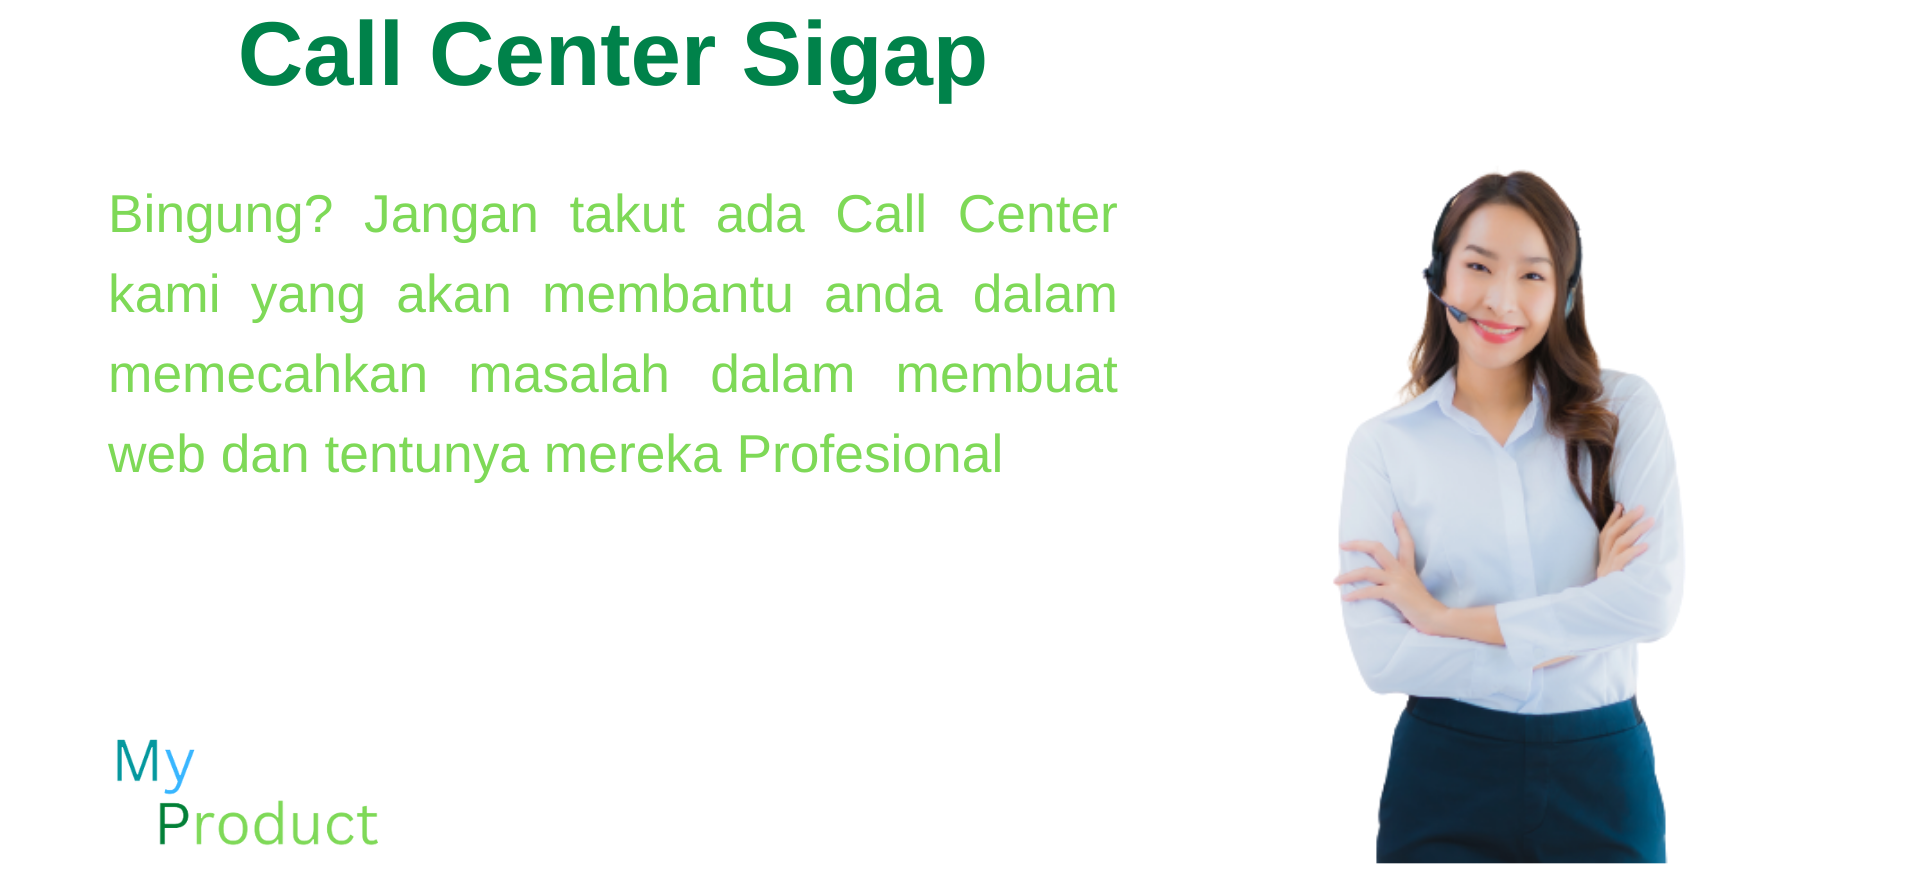 Call Center Sigap
Bingung? Jangan takut ada Call Center
kami yang akan membantu anda dalam
memecahkan masalah dalam membuat
web dan tentunya mereka Profesional
My
Product